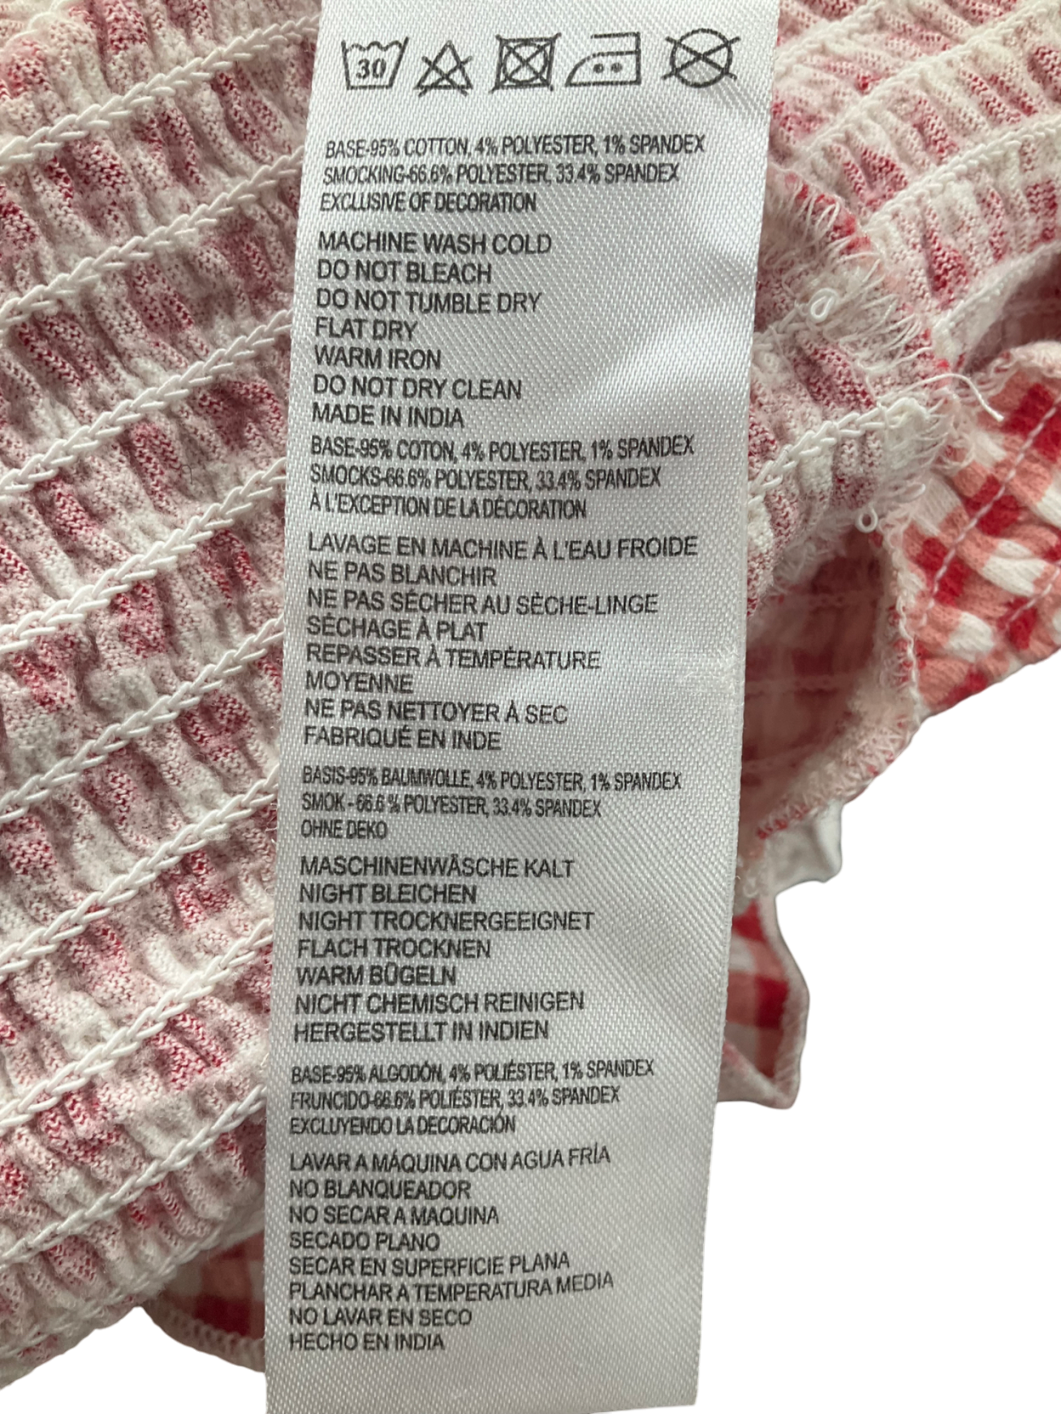 30
BASE-95% COTTON, 4% POLYESTER, 1% SPANDEX
SMOCKING-66.6% POLYESTER, 33.4% SPANDEX
EXCLUSIVE OF DECORATION
MACHINE WASH COLD
DO NOT BLEACH
DO NOT TUMBLE DRY
FLAT DRY
WARM IRON
DO NOT DRY CLEAN
MADE IN INDIA
BASE-95% COTON, 4% POLYESTER, 1% SPANDEX
SMOCKS-66.6% POLYESTER, 33.4% SPANDEX
À L'EXCEPTION DE LA DÉCORATION
LAVAGE EN MACHINE À L'EAU FROIDE
NE PAS BLANCHIR
NE PAS SÉCHER AU SÈCHE-LINGE
SÉCHAGE À PLAT
REPASSER À TEMPÉRATURE
MOYENNE
NE PAS NETTOYER À SEC
FABRIQUÉ EN INDE
BASIS-95% BAUMWOLLE, 4% POLYESTER, 1% SPANDEX
SMOK - 66.6 % POLYESTER, 33.4% SPANDEX
OHNE DEKO
MASCHINENWÄSCHE KALT
NIGHT BLEICHEN
NIGHT TROCKNERGEEIGNET
FLACH TROCKNEN
WARM BÜGELN
NICHT CHEMISCH REINIGEN
HERGESTELLT IN INDIEN
BASE-95% ALGODÓN, 4% POLIÉSTER, 1% SPANDEX
FRUNCIDO-66.6% POLIÉSTER, 33.4% SPANDEX
EXCLUYENDO LA DECORACIÓN
LAVAR A MÁQUINA CON AGUA FRÍA
NO BLANQUEADOR
NO SECAR A MAQUINA
SECADO PLANO
SECAR EN SUPERFICIE PLANA
PLANCHAR A TEMPERATURA MEDIA
NO LAVAR EN SECO
HECHO EN INDIA